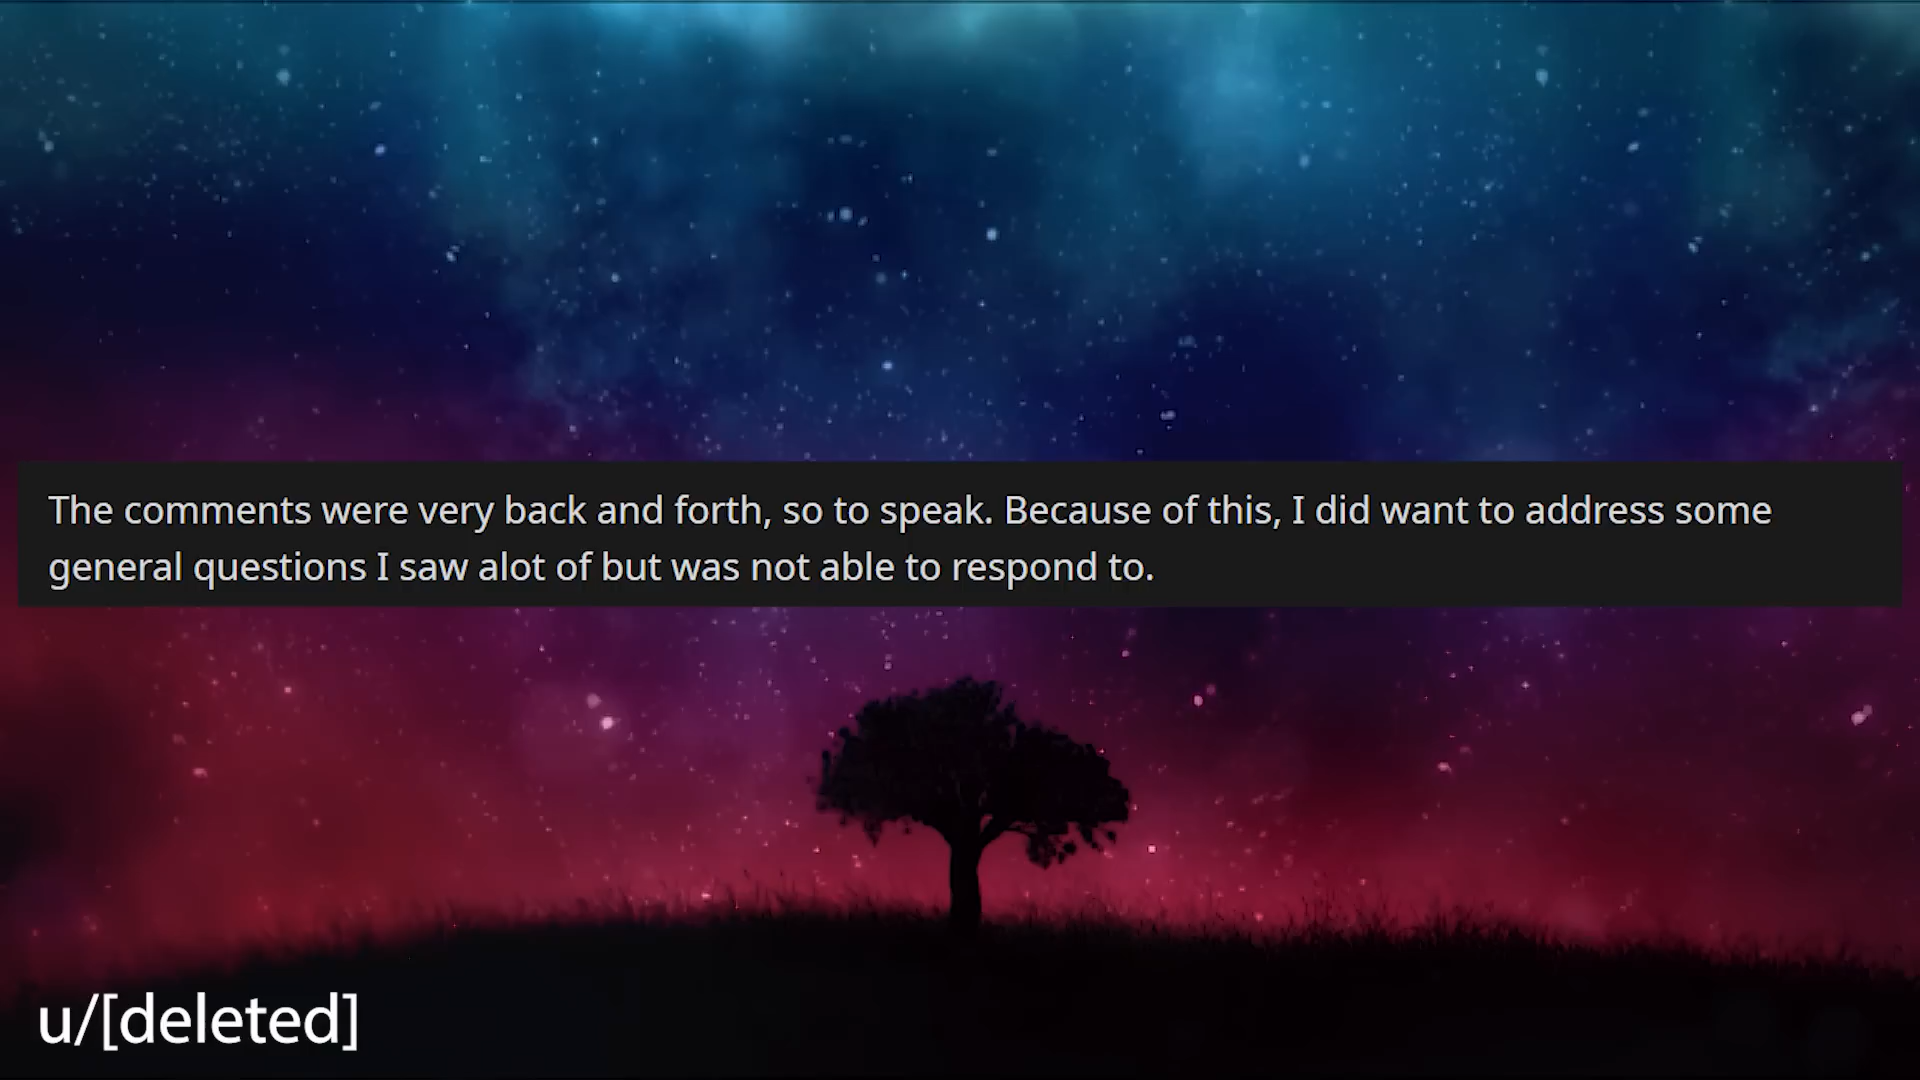 The comments were very back and forth, so to speak. Because of this, I did want to address some
general questions I saw alot of but was not able to respond to.
u/[deleted]